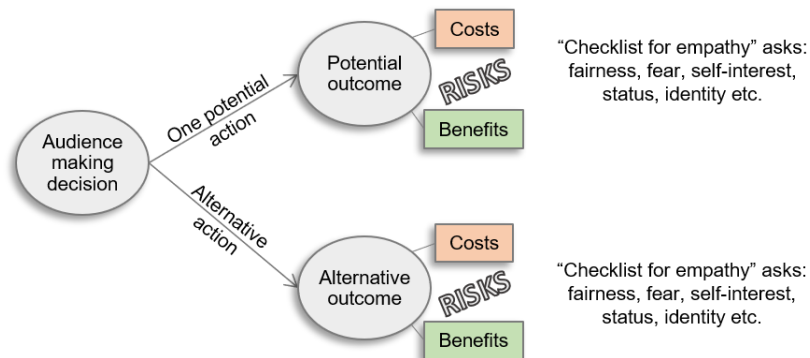 Audience
making
decision
One potential
action
Potential
outcome
Costs
RISKS
Benefits
“Checklist for empathy” asks:
fairness, fear, self-interest,
status, identity etc.
Alternative
action
Alternative
outcome
Costs
RISKS
Benefits
“Checklist for empathy” asks:
fairness, fear, self-interest,
status, identity etc.